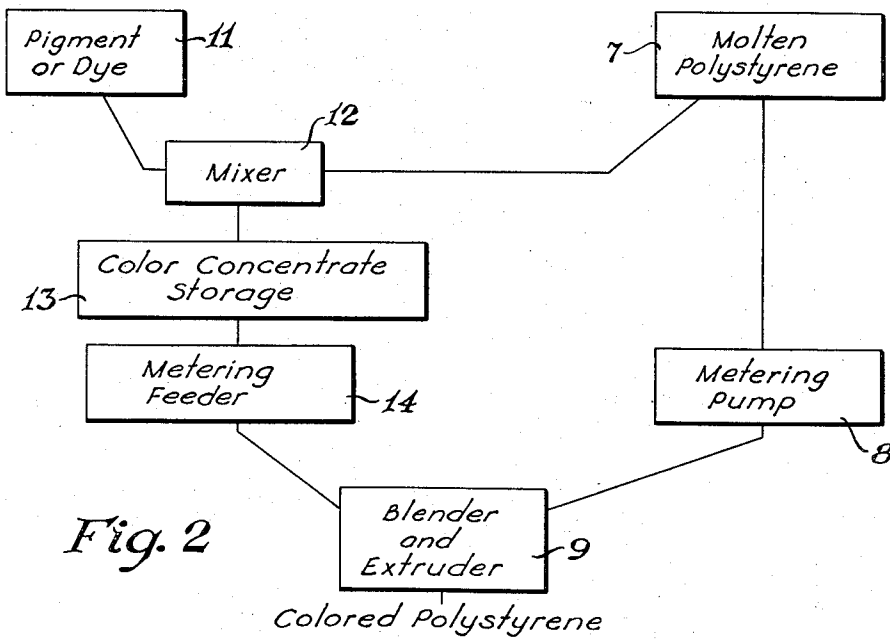 Pigment
or Dye
11
7
Molten
Polystyrene
12
Mixer
Color Concentrate
Storage
13
Metering
Feeder
14
Metering
Pump
8
Blender
and
Extruder
9
Fig. 2
Colored Polystyrene